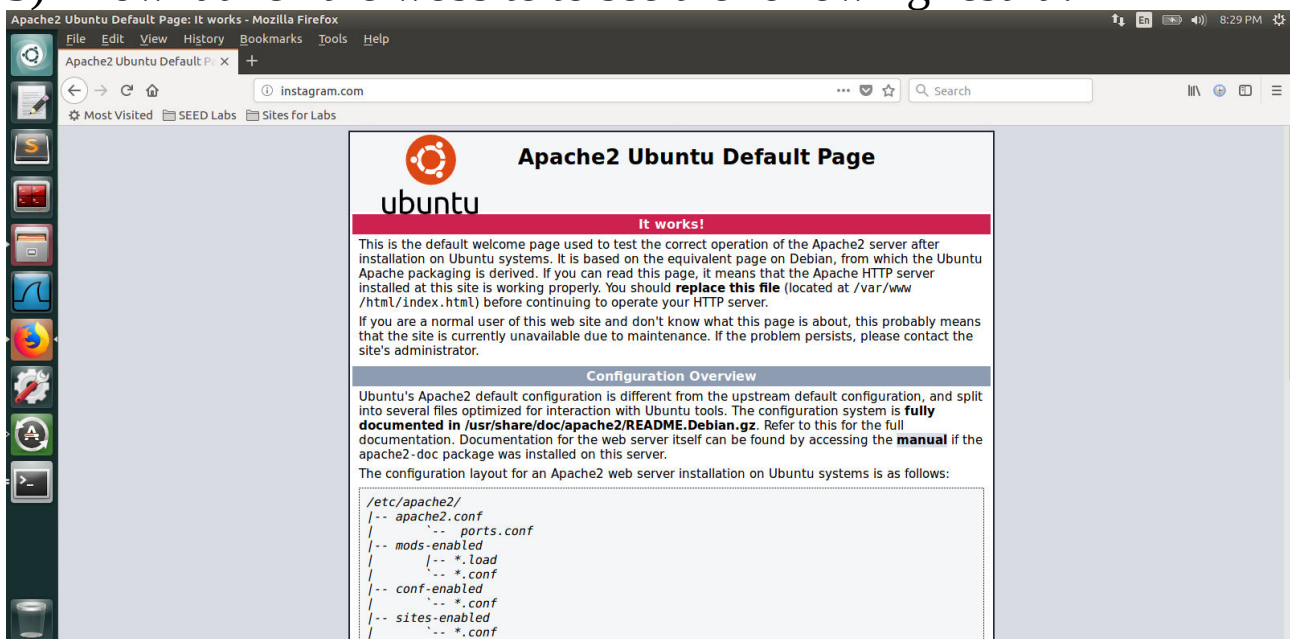 Apache2 Ubuntu Default Page: It works - Mozilla Firefox
En
8:29 PM
File Edit View History Bookmarks Tools Help
Apache2 Ubuntu Default P
instagram.com
Search
Most Visited SEED Labs Sites for Labs
ubuntu
Apache2 Ubuntu Default Page
It works!
This is the default welcome page used to test the correct operation of the Apache2 server after
installation on Ubuntu systems. It is based on the equivalent page on Debian, from which the Ubuntu
Apache packaging is derived. If you can read this page, it means that the Apache HTTP server
installed at this site is working properly. You should replace this file (located at /var/www
/html/index.html) before continuing to operate your HTTP server.
If you are a normal user of this web site and don't know what this page is about, this probably means
that the site is currently unavailable due to maintenance. If the problem persists, please contact the
site's administrator.
Configuration Overview
Ubuntu's Apache2 default configuration is different from the upstream default configuration, and split
into several files optimized for interaction with Ubuntu tools. The configuration system is fully
documented in /usr/share/doc/apache2/README.Debian.gz. Refer to this for the full
documentation. Documentation for the web server itself can be found by accessing the manual if the
apache2-doc package was installed on this server.
The configuration layout for an Apache2 web server installation on Ubuntu systems is as follows:
/etc/apache2/
|-- apache2.conf
| `-- ports.conf
|-- mods-enabled
| |-- *.load
| `-- *.conf
|-- conf-enabled
| `-- *.conf
|-- sites-enabled
| `-- *.conf